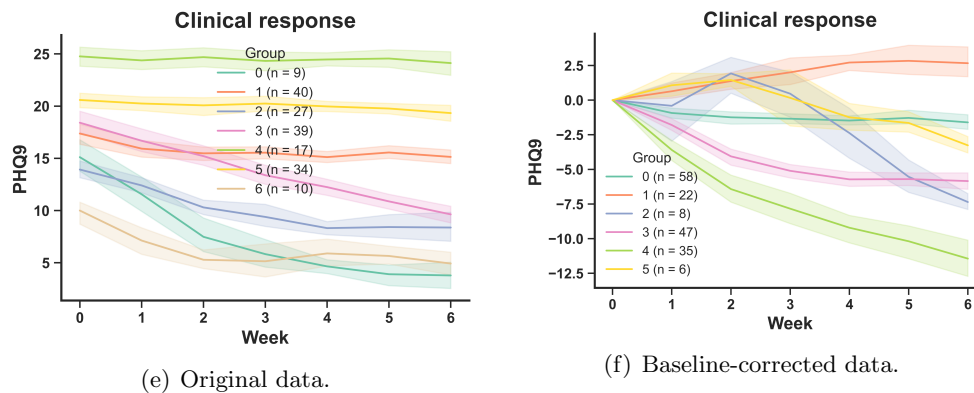 Clinical response
25
20
15
10
5
PHQ9
Group
0 (n = 9)
1 (n = 40)
2 (n = 27)
3 (n = 39)
4 (n = 17)
5 (n = 34)
6 (n = 10)
0 1 2 3 4 5 6
Week
(e) Original data.
Clinical response
2.5
0.0
−2.5
−5.0
−7.5
−10.0
−12.5
PHQ9
Group
0 (n = 58)
1 (n = 22)
2 (n = 8)
3 (n = 47)
4 (n = 35)
5 (n = 6)
0 1 2 3 4 5 6
Week
(f) Baseline-corrected data.